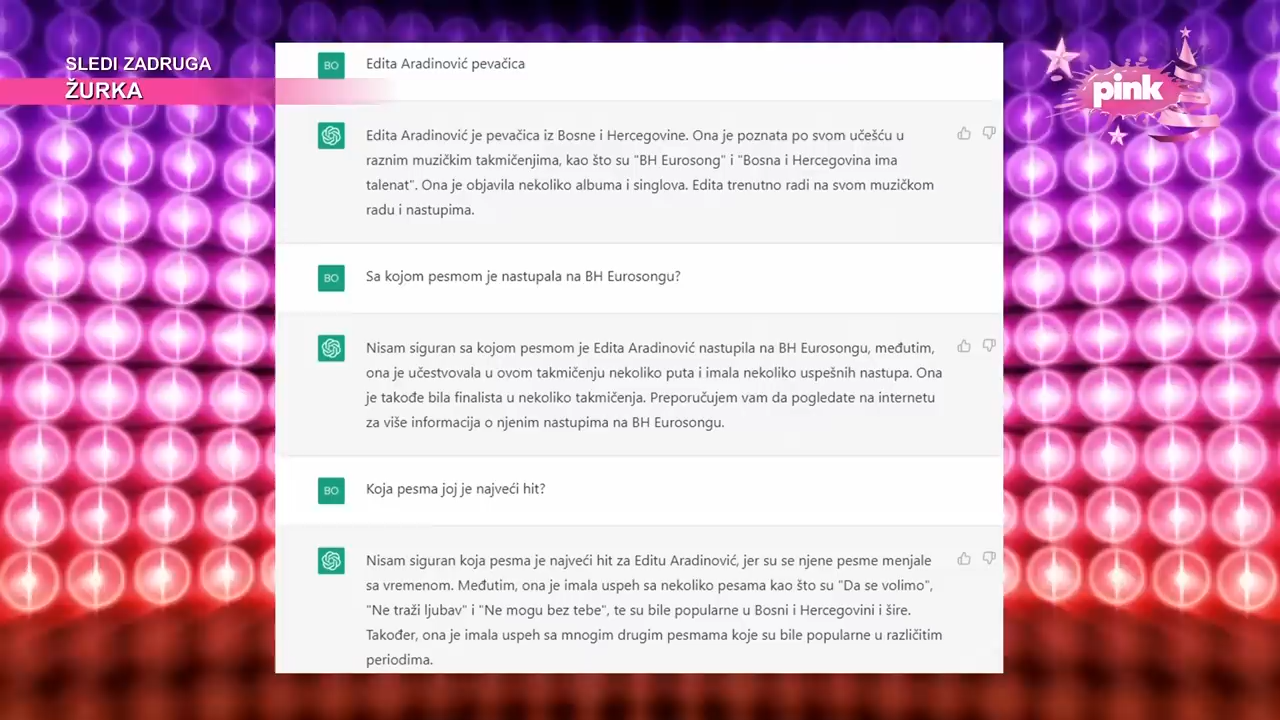 SLEDI ZADRUGA
ŽURKA
pink
BO
Edita Aradinović pevačica
Edita Aradinović je pevačica iz Bosne i Hercegovine. Ona je poznata po svom učešću u
raznim muzičkim takmičenjima, kao što su "BH Eurosong" i "Bosna i Hercegovina ima
talenat". Ona je objavila nekoliko albuma i singlova. Edita trenutno radi na svom muzičkom
radu i nastupima.
BO
Sa kojom pesmom je nastupala na BH Eurosongu?
Nisam siguran sa kojom pesmom je Edita Aradinović nastupila na BH Eurosongu, međutim,
ona je učestvovala u ovom takmičenju nekoliko puta i imala nekoliko uspešnih nastupa. Ona
je takođe bila finalista u nekoliko takmičenja. Preporučujem vam da pogledate na internetu
za više informacija o njenim nastupima na BH Eurosongu.
BO
Koja pesma joj je najveći hit?
Nisam siguran koja pesma je najveći hit za Editu Aradinović, jer su se njene pesme menjale
sa vremenom. Međutim, ona je imala uspeh sa nekoliko pesama kao što su "Da se volimo",
"Ne traži ljubav" i "Ne mogu bez tebe", te su bile popularne u Bosni i Hercegovini i šire.
Također, ona je imala uspeh sa mnogim drugim pesmama koje su bile popularne u različitim
periodima.